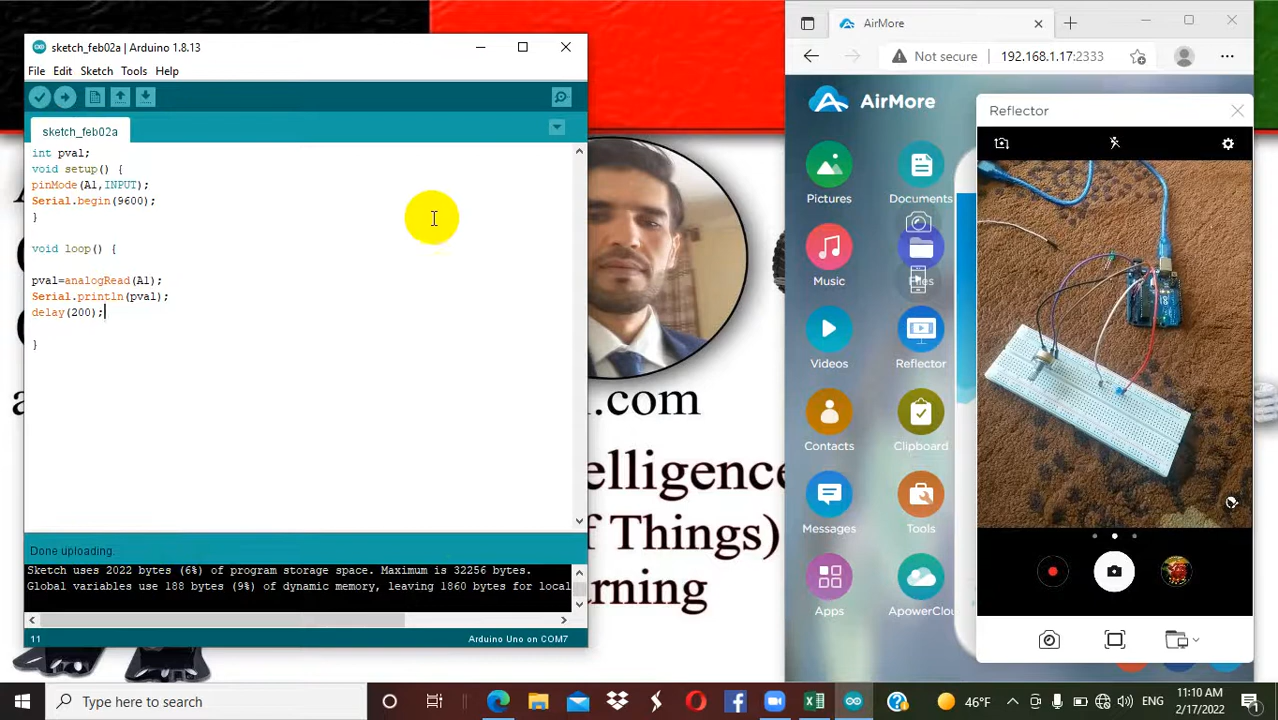 sketch_feb02a | Arduino 1.8.13
File Edit Sketch Tools Help
sketch_feb02a
int pval;
void setup() {
pinMode(A1,INPUT);
Serial.begin(9600);
}
void loop() {
pval=analogRead(A1);
Serial.println(pval);
delay(200);
}
Done uploading.
Sketch uses 2022 bytes (6%) of program storage space. Maximum is 32256 bytes.
Global variables use 188 bytes (9%) of dynamic memory, leaving 1860 bytes for local
11
Arduino Uno on COM7
.com
elligence
f Things)
arning
AirMore
Not secure 192.168.1.17:2333
AirMore
Reflector
Pictures Documents
Music Files
Videos Reflector
Contacts Clipboard
Messages Tools
Apps ApowerClou
Type here to search
46°F
ENG
11:10 AM
2/17/2022